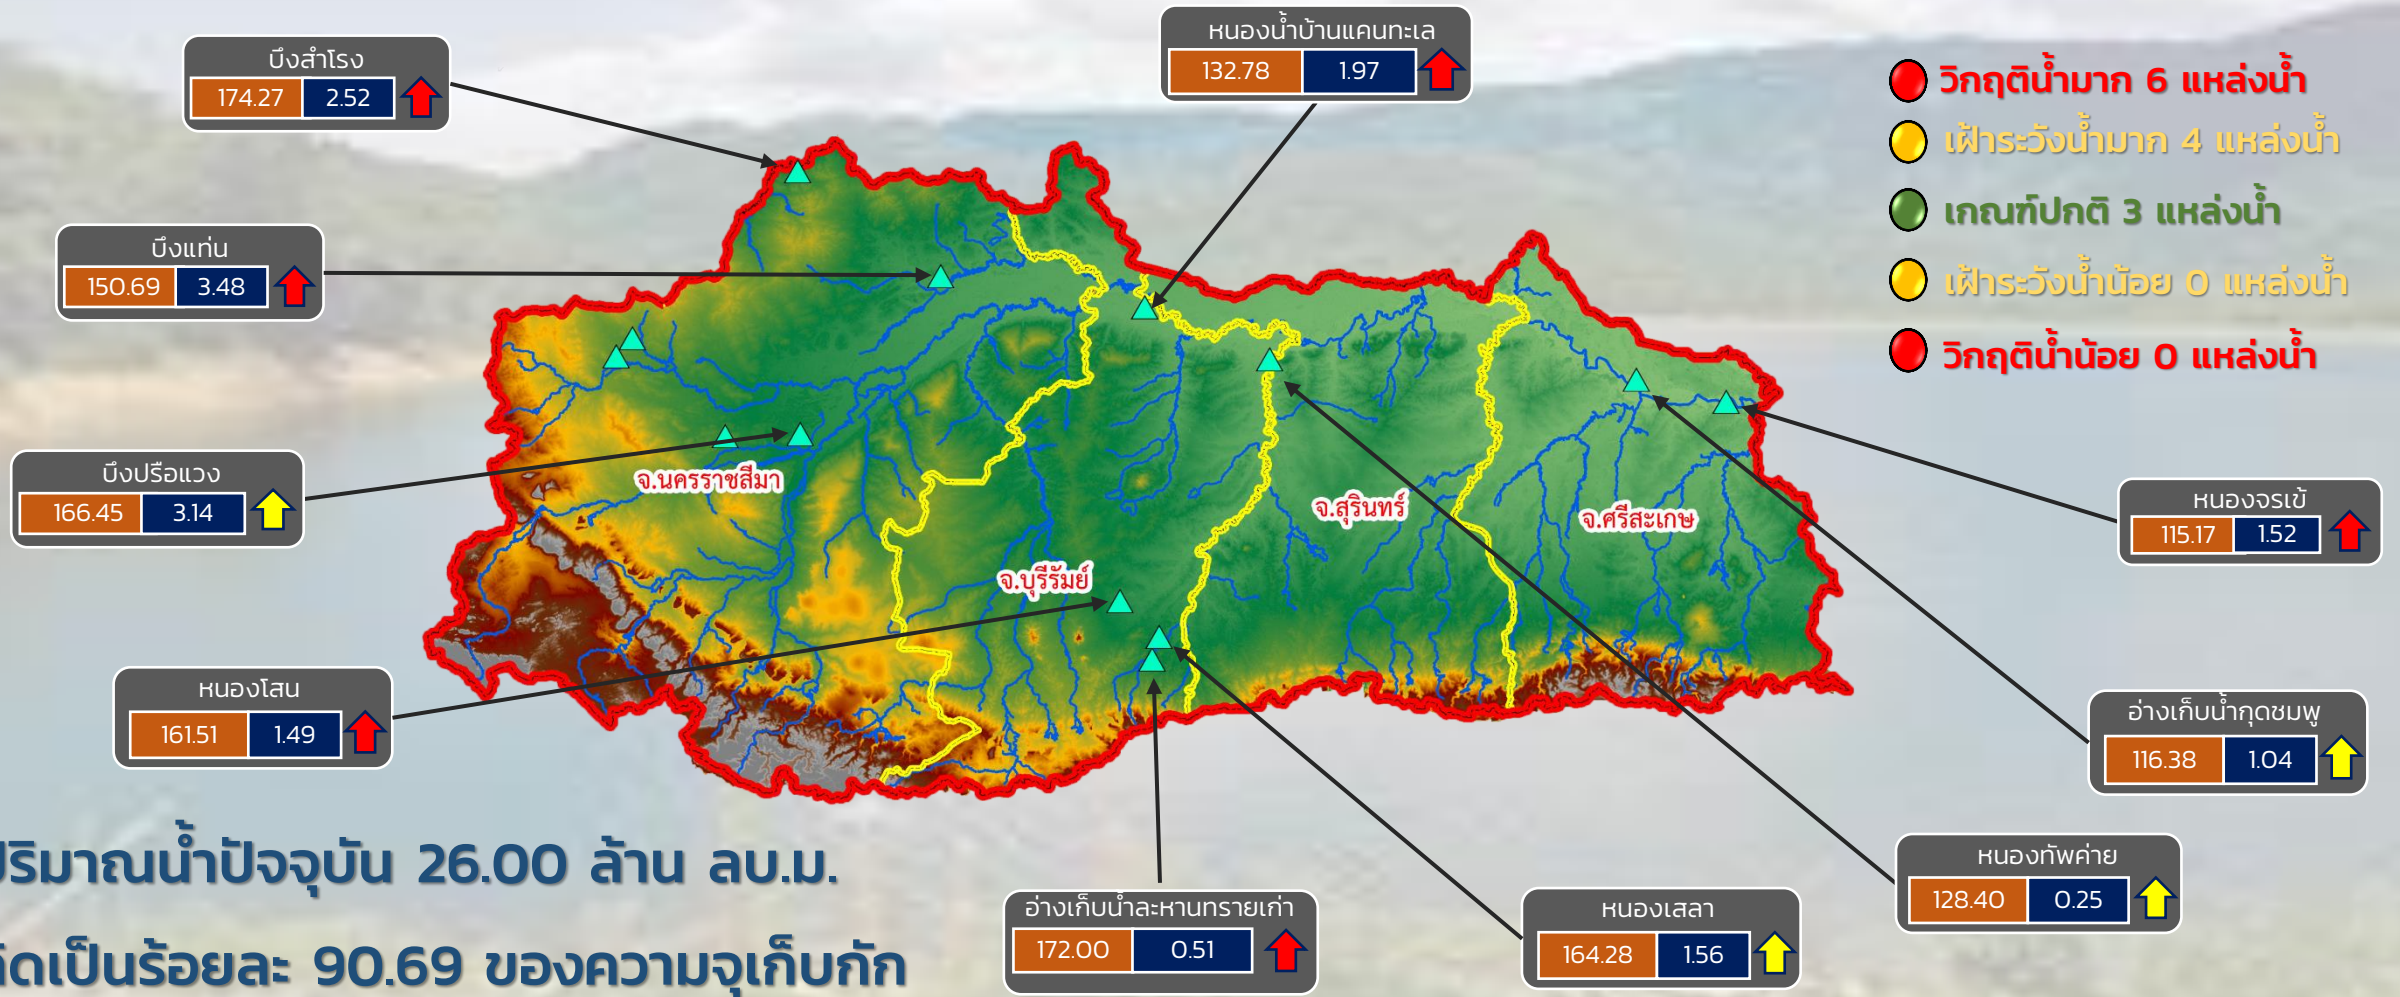 บึงสำโรง
174.27 2.52
หนองน้ำบ้านแคนทะเล
132.78 1.97
วิกฤติน้ำมาก 6 แหล่งน้ำ
เฝ้าระวังน้ำมาก 4 แหล่งน้ำ
เกณฑ์ปกติ 3 แหล่งน้ำ
เฝ้าระวังน้ำน้อย 0 แหล่งน้ำ
วิกฤติน้ำน้อย 0 แหล่งน้ำ
บึงแท่น
150.69 3.48
บึงปรือแวง
166.45 3.14
จ.นครราชสีมา
จ.บุรีรัมย์
จ.สุรินทร์
จ.ศรีสะเกษ
หนองจรเข้
115.17 1.52
หนองโสน
161.51 1.49
อ่างเก็บน้ำกุดชมพู
116.38 1.04
หนองทัพค่าย
128.40 0.25
อ่างเก็บน้ำละหานทรายเก่า
172.00 0.51
หนองเสลา
164.28 1.56
ปริมาณน้ำปัจจุบัน 26.00 ล้าน ลบ.ม.
คิดเป็นร้อยละ 90.69 ของความจุเก็บกัก